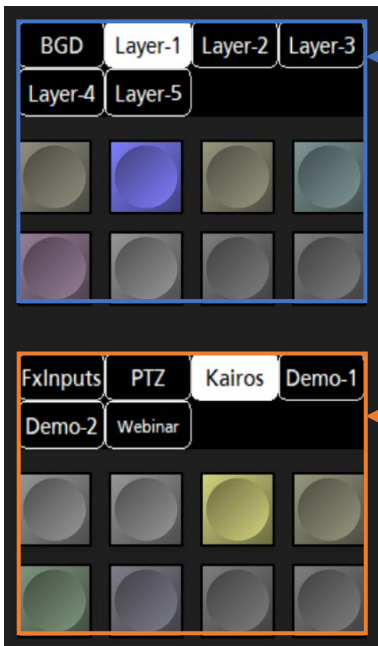 BGD Layer-1 Layer-2 Layer-3
Layer-4 Layer-5
FxInputs PTZ Kairos Demo-1
Demo-2 Webinar